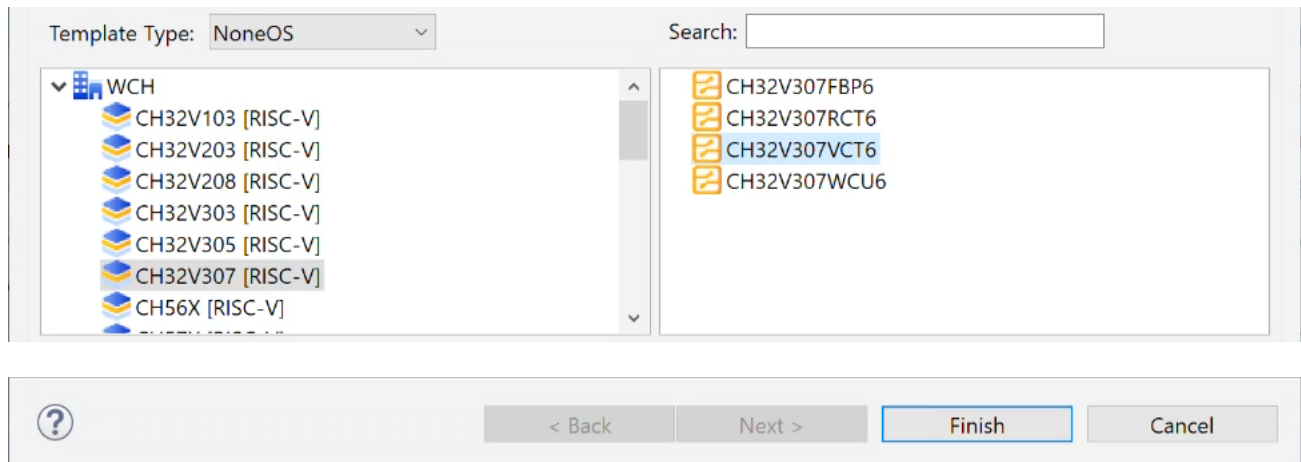 Template Type: NoneOS
Search:
WCH
CH32V103 [RISC-V]
CH32V203 [RISC-V]
CH32V208 [RISC-V]
CH32V303 [RISC-V]
CH32V305 [RISC-V]
CH32V307 [RISC-V]
CH56X [RISC-V]
CH32V307FBP6
CH32V307RCT6
CH32V307VCT6
CH32V307WCU6
?
< Back
Next >
Finish
Cancel